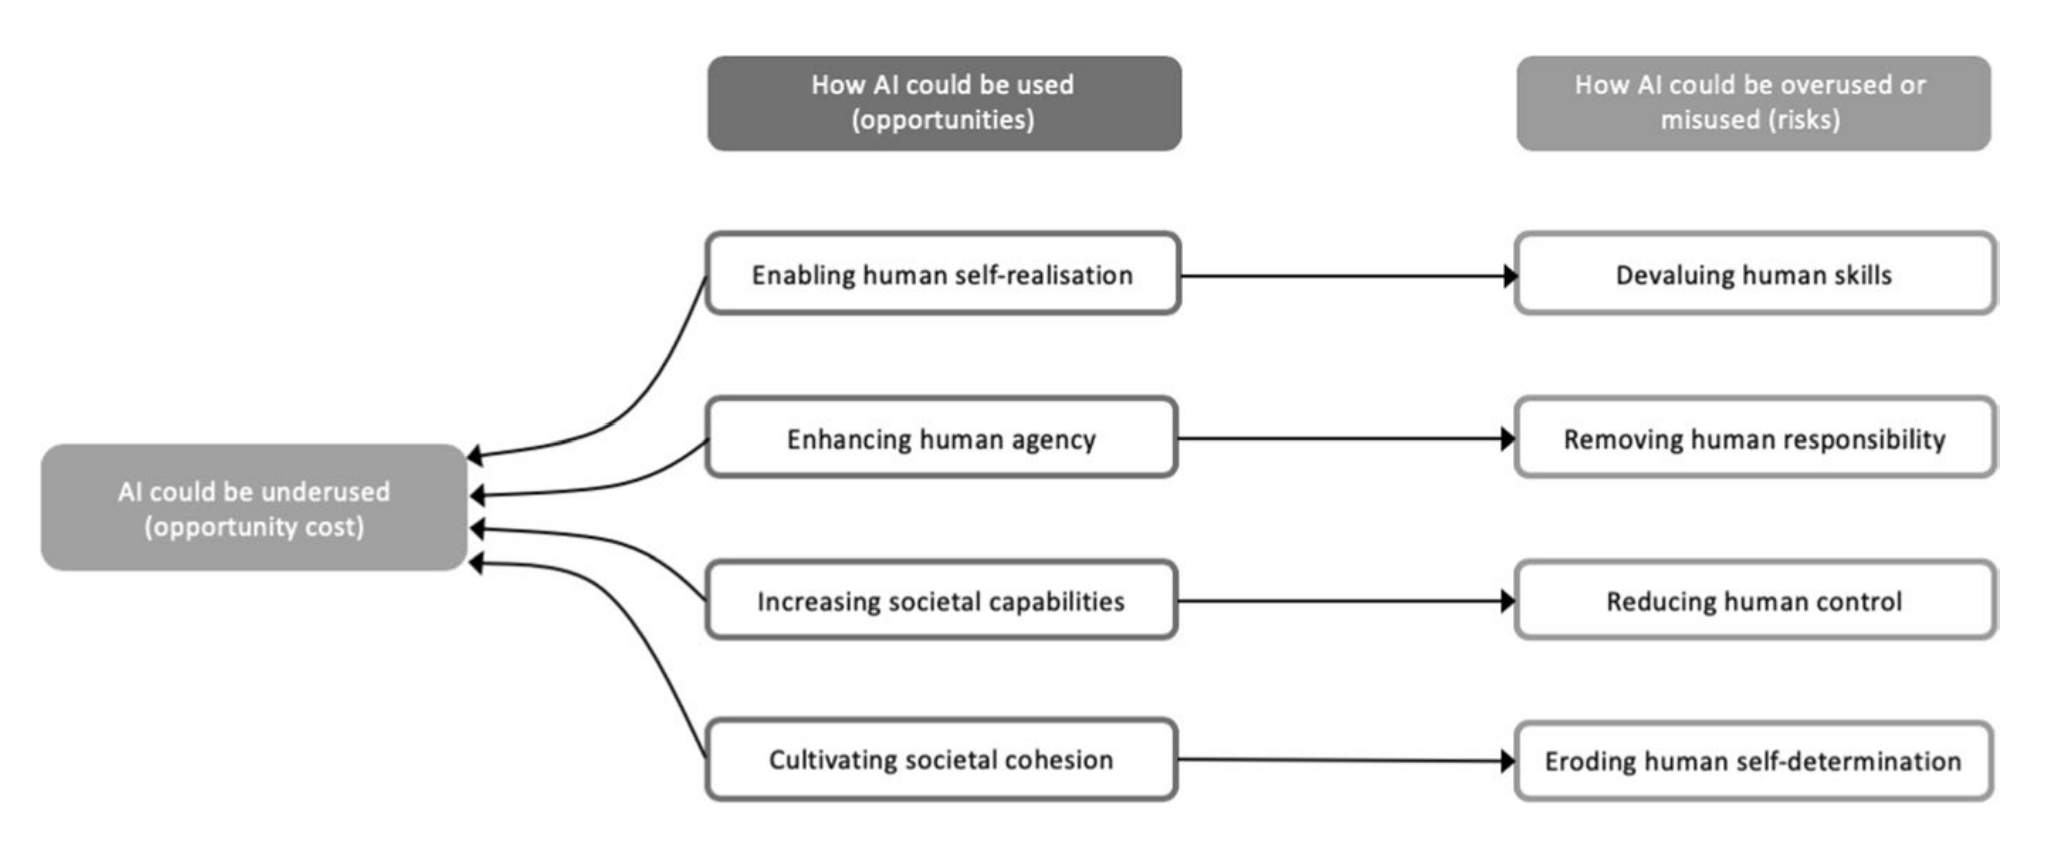 How AI could be used
(opportunities)
How AI could be overused or
misused (risks)
Enabling human self-realisation
Devaluing human skills
Enhancing human agency
Removing human responsibility
AI could be underused
(opportunity cost)
Increasing societal capabilities
Reducing human control
Cultivating societal cohesion
Eroding human self-determination